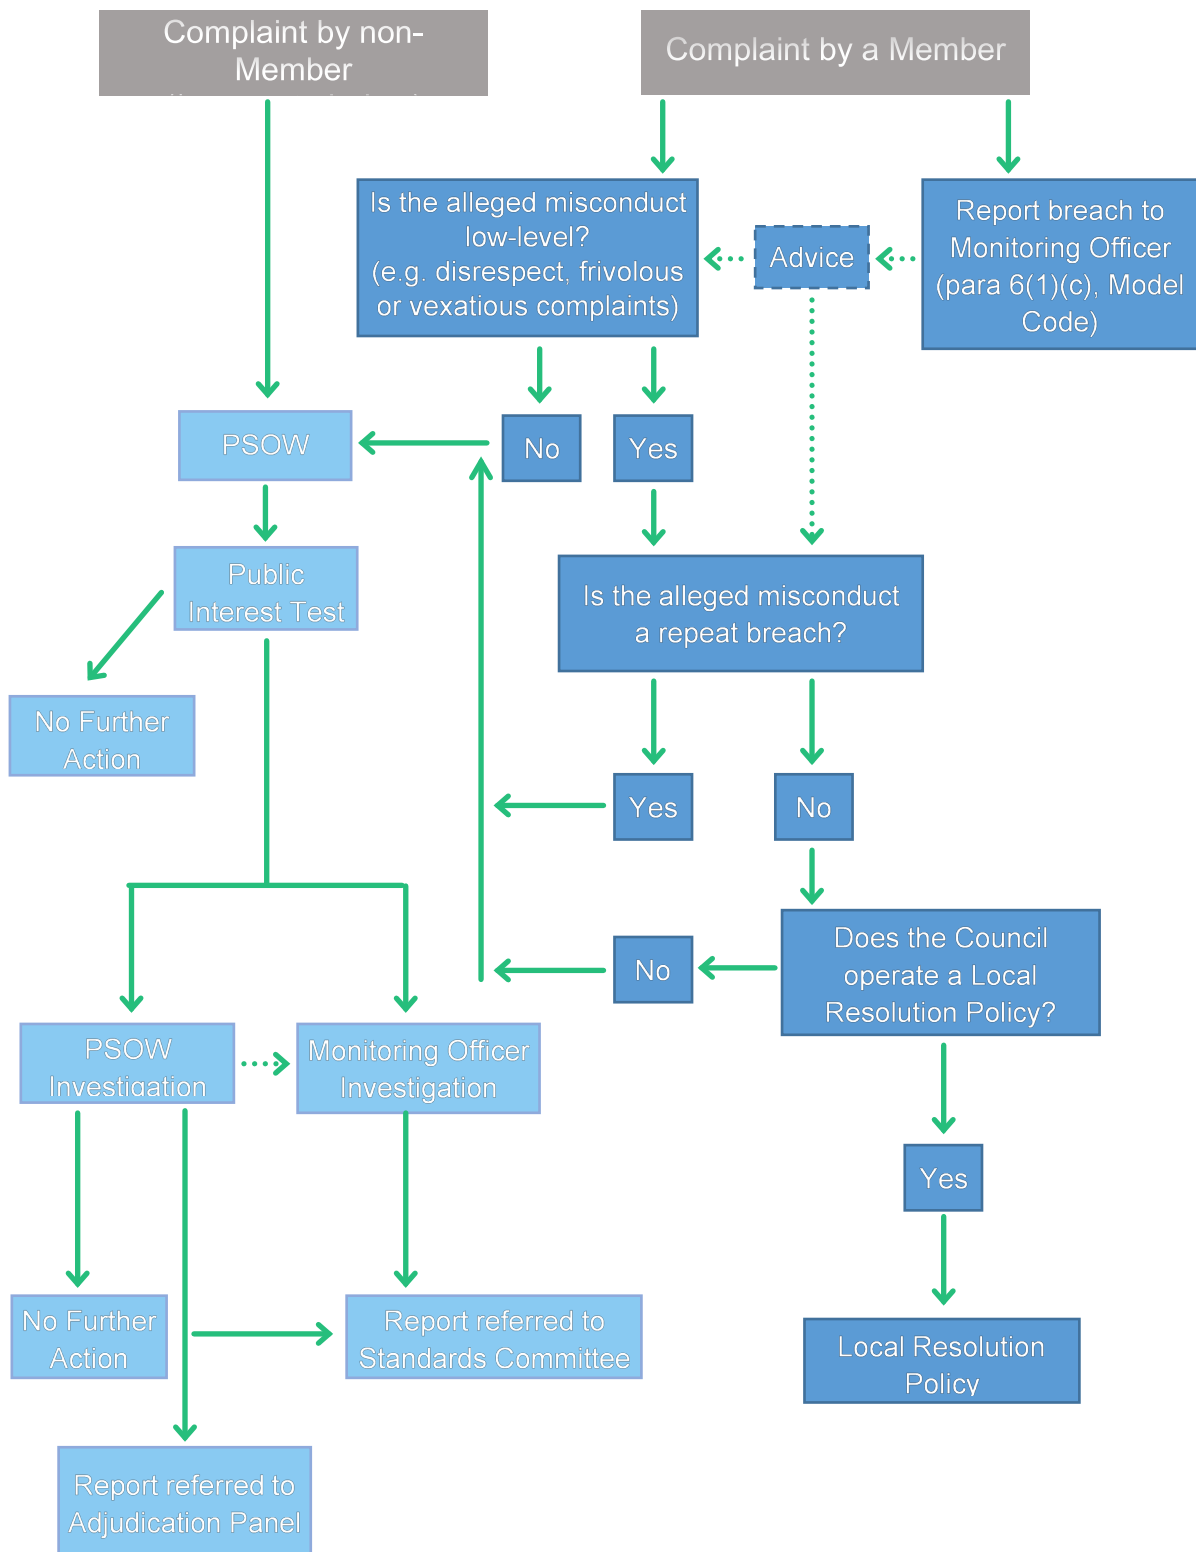 Complaint by non-
Member
Complaint by a Member
Is the alleged misconduct
low-level?
(e.g. disrespect, frivolous
or vexatious complaints)
Advice
Report breach to
Monitoring Officer
(para 6(1)(c), Model
Code)
PSOW
No
Yes
Public
Interest Test
Is the alleged misconduct
a repeat breach?
No Further
Action
Yes
No
Does the Council
operate a Local
Resolution Policy?
No
PSOW
Investigation
Monitoring Officer
Investigation
Yes
No Further
Action
Report referred to
Standards Committee
Local Resolution
Policy
Report referred to
Adjudication Panel